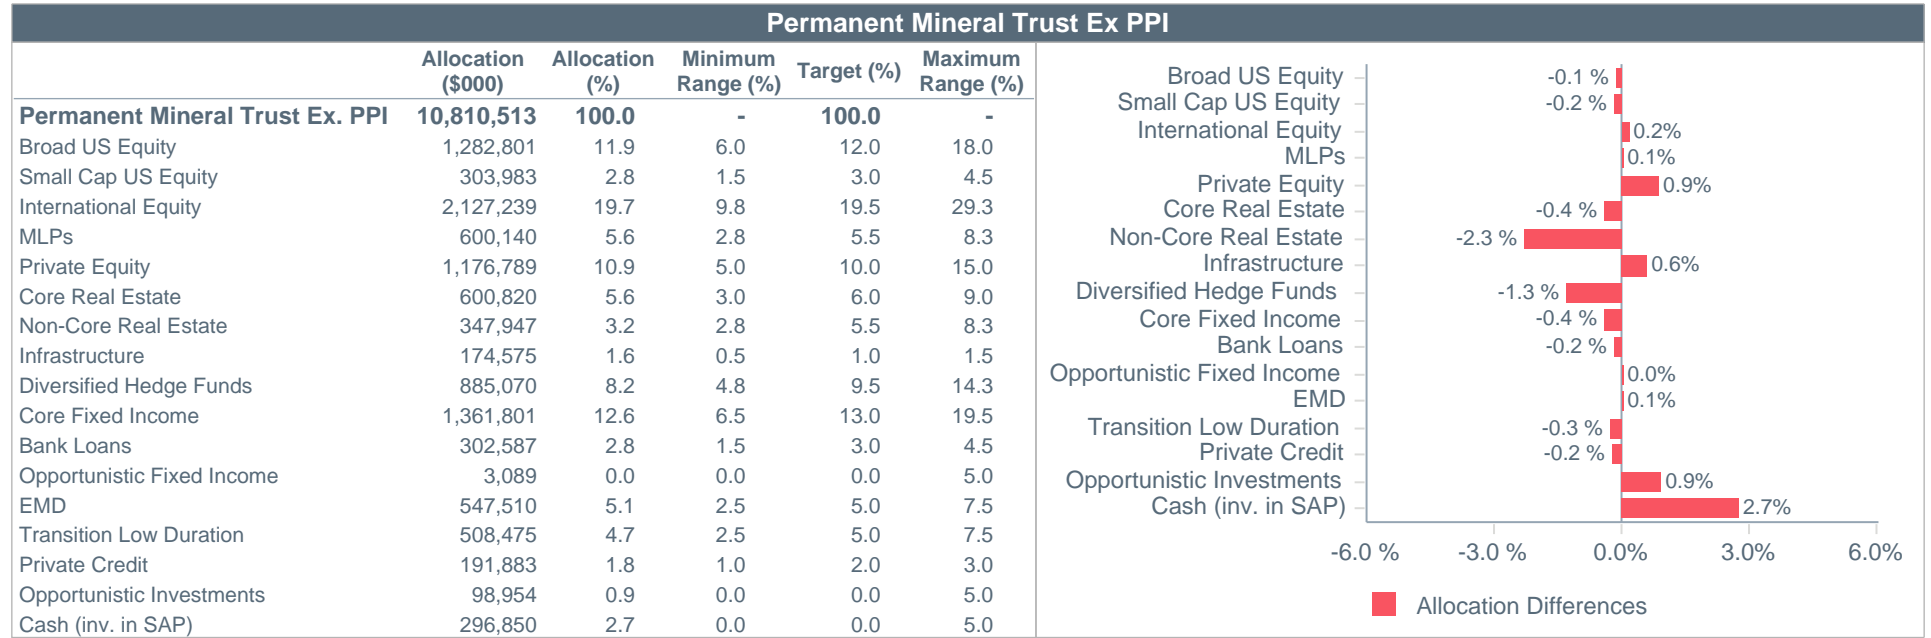 Permanent Mineral Trust Ex PPI
Allocation ($000) Allocation (%) Minimum Range (%) Target (%) Maximum Range (%)
Permanent Mineral Trust Ex. PPI 10,810,513 100.0 - 100.0 -
Broad US Equity 1,282,801 11.9 6.0 12.0 18.0
Small Cap US Equity 303,983 2.8 1.5 3.0 4.5
International Equity 2,127,239 19.7 9.8 19.5 29.3
MLPs 600,140 5.6 2.8 5.5 8.3
Private Equity 1,176,789 10.9 5.0 10.0 15.0
Core Real Estate 600,820 5.6 3.0 6.0 9.0
Non-Core Real Estate 347,947 3.2 2.8 5.5 8.3
Infrastructure 174,575 1.6 0.5 1.0 1.5
Diversified Hedge Funds 885,070 8.2 4.8 9.5 14.3
Core Fixed Income 1,361,801 12.6 6.5 13.0 19.5
Bank Loans 302,587 2.8 1.5 3.0 4.5
Opportunistic Fixed Income 3,089 0.0 0.0 0.0 5.0
EMD 547,510 5.1 2.5 5.0 7.5
Transition Low Duration 508,475 4.7 2.5 5.0 7.5
Private Credit 191,883 1.8 1.0 2.0 3.0
Opportunistic Investments 98,954 0.9 0.0 0.0 5.0
Cash (inv. in SAP) 296,850 2.7 0.0 0.0 5.0
Broad US Equity -0.1 %
Small Cap US Equity -0.2 %
International Equity 0.2%
MLPs 0.1%
Private Equity 0.9%
Core Real Estate -0.4 %
Non-Core Real Estate -2.3 %
Infrastructure 0.6%
Diversified Hedge Funds -1.3 %
Core Fixed Income -0.4 %
Bank Loans -0.2 %
Opportunistic Fixed Income 0.0%
EMD 0.1%
Transition Low Duration -0.3 %
Private Credit -0.2 %
Opportunistic Investments 0.9%
Cash (inv. in SAP) 2.7%
-6.0 % -3.0 % 0.0% 3.0% 6.0%
Allocation Differences